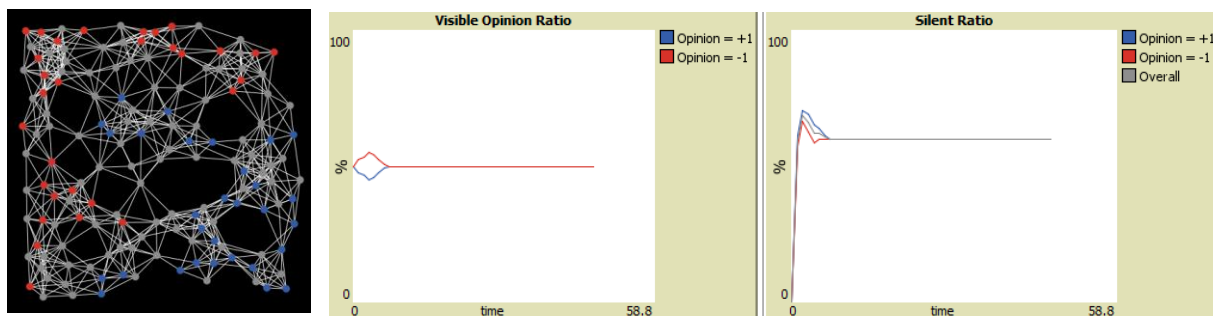 Visible Opinion Ratio
100
%
0
0
time
58.8
Opinion = +1
Opinion = -1
Silent Ratio
100
%
0
0
time
58.8
Opinion = +1
Opinion = -1
Overall